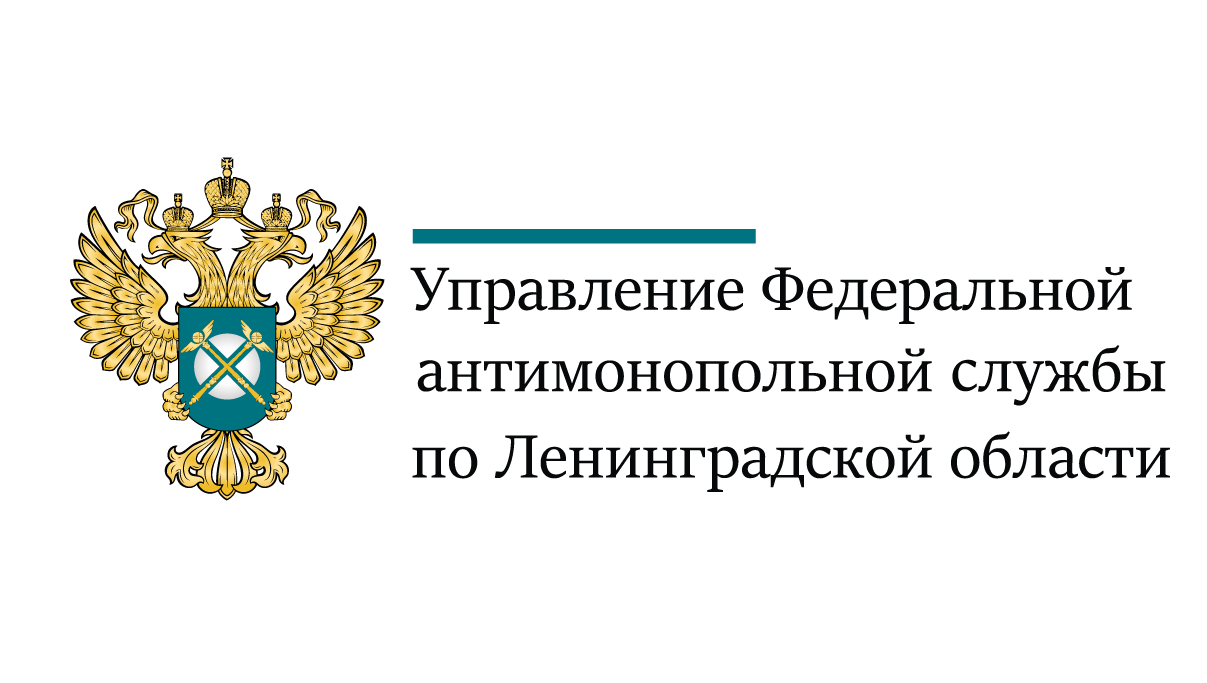 Управление Федеральной
антимонопольной службы
по Ленинградской области